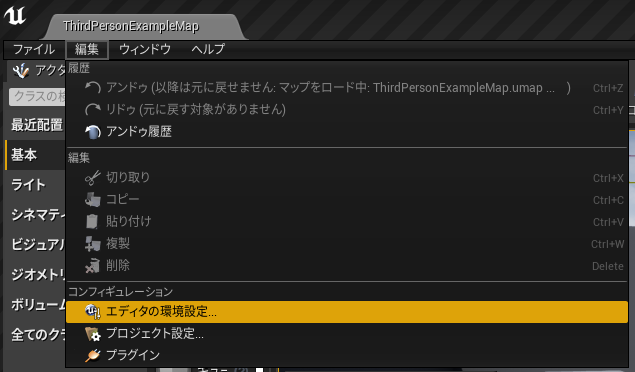 ThirdPersonExampleMap
ファイル 編集 ウィンドウ ヘルプ
アクタ
クラスの
最近配置
基本
ライト
シネマティ
ビジュアル
ジオメトリ
ボリューム
全てのク
履歴
アンドゥ (以降は元に戻せません: マップをロード中: ThirdPersonExampleMap.umap ... ) Ctrl+Z
リドゥ (元に戻す対象がありません) Ctrl+Y
アンドゥ履歴
編集
切り取り Ctrl+X
コピー Ctrl+C
貼り付け Ctrl+V
複製 Ctrl+W
削除 Delete
コンフィギュレーション
エディタの環境設定...
プロジェクト設定...
プラグイン